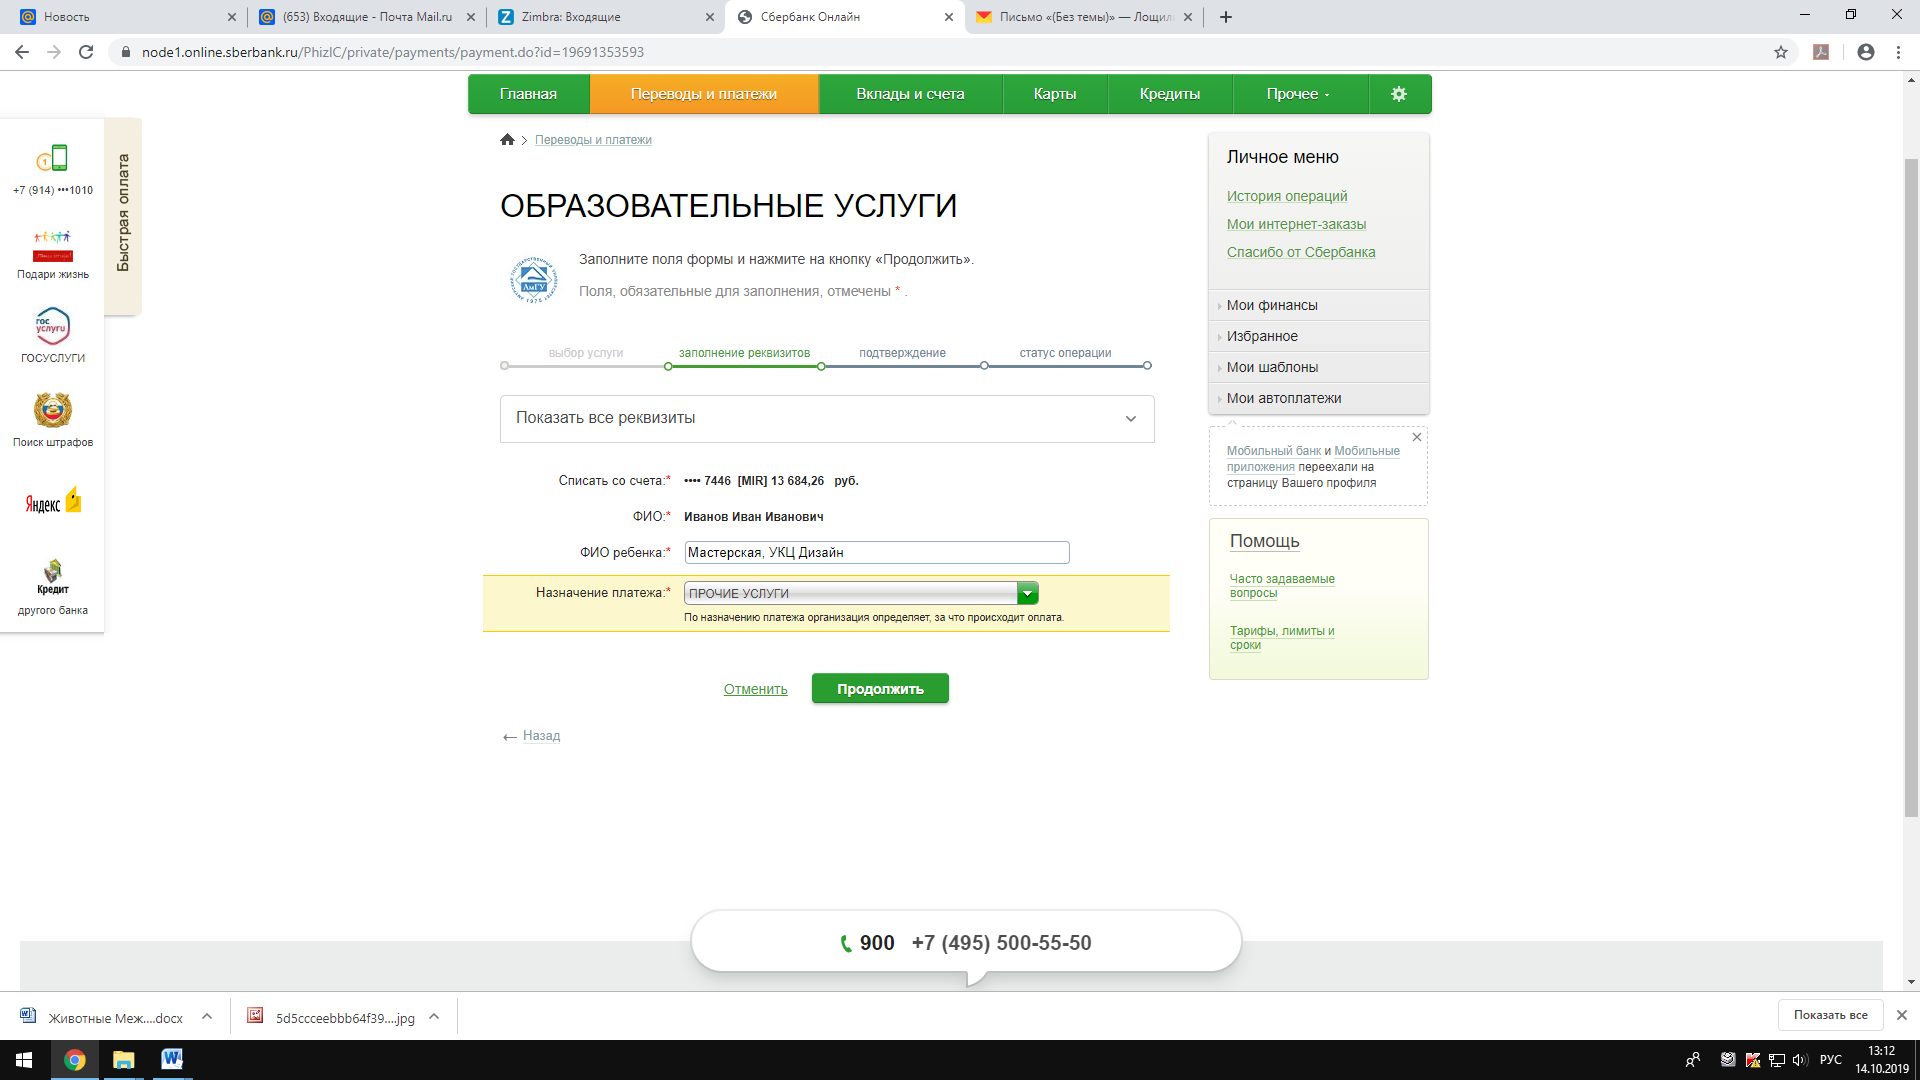 Новость
(653) Входящие - Почта Mail.ru
Zimbra: Входящие
Сбербанк Онлайн
Письмо «(Без темы)» — Лощил
node1.online.sberbank.ru/PhizIC/private/payments/payment.do?id=19691353593
Главная
Переводы и платежи
Вклады и счета
Карты
Кредиты
Прочее
Быстрая оплата
+7 (914) •••1010
Подари жизнь
гос
услуги
ГОСУСЛУГИ
Поиск штрафов
Яндекс
Кредит
другого банка
Переводы и платежи
ОБРАЗОВАТЕЛЬНЫЕ УСЛУГИ
АмГУ
Заполните поля формы и нажмите на кнопку «Продолжить».
Поля, обязательные для заполнения, отмечены * .
выбор услуги
заполнение реквизитов
подтверждение
статус операции
Показать все реквизиты
Списать со счета:* •••• 7446 [MIR] 13 684,26 руб.
ФИО:* Иванов Иван Иванович
ФИО ребенка:* Мастерская, УКЦ Дизайн
Назначение платежа:* ПРОЧИЕ УСЛУГИ
По назначению платежа организация определяет, за что происходит оплата.
Отменить
Продолжить
← Назад
Личное меню
История операций
Мои интернет-заказы
Спасибо от Сбербанка
Мои финансы
Избранное
Мои шаблоны
Мои автоплатежи
Мобильный банк и Мобильные
приложения переехали на
страницу Вашего профиля
Помощь
Часто задаваемые
вопросы
Тарифы, лимиты и
сроки
900 +7 (495) 500-55-50
Животные Меж....docx
5d5ccceebbb64f39....jpg
Показать все
РУС
13:12
14.10.2019